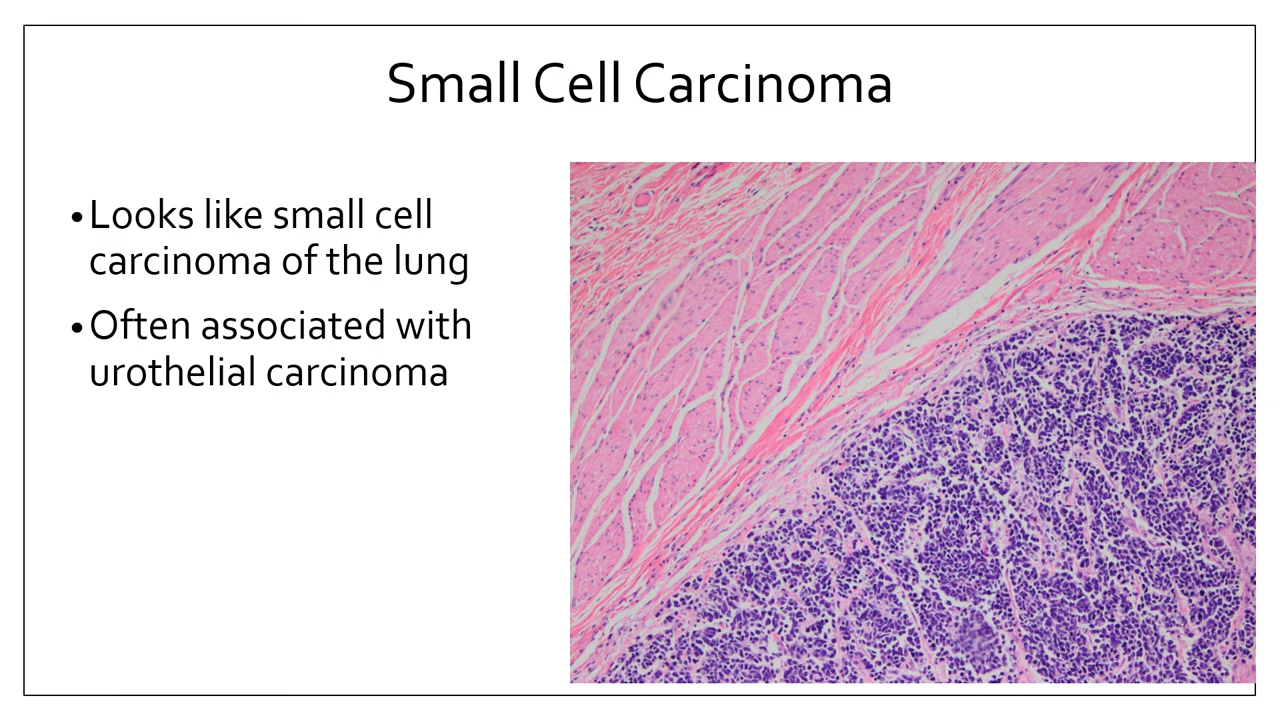 Small Cell Carcinoma
•Looks like small cell
carcinoma of the lung
•Often associated with
urothelial carcinoma